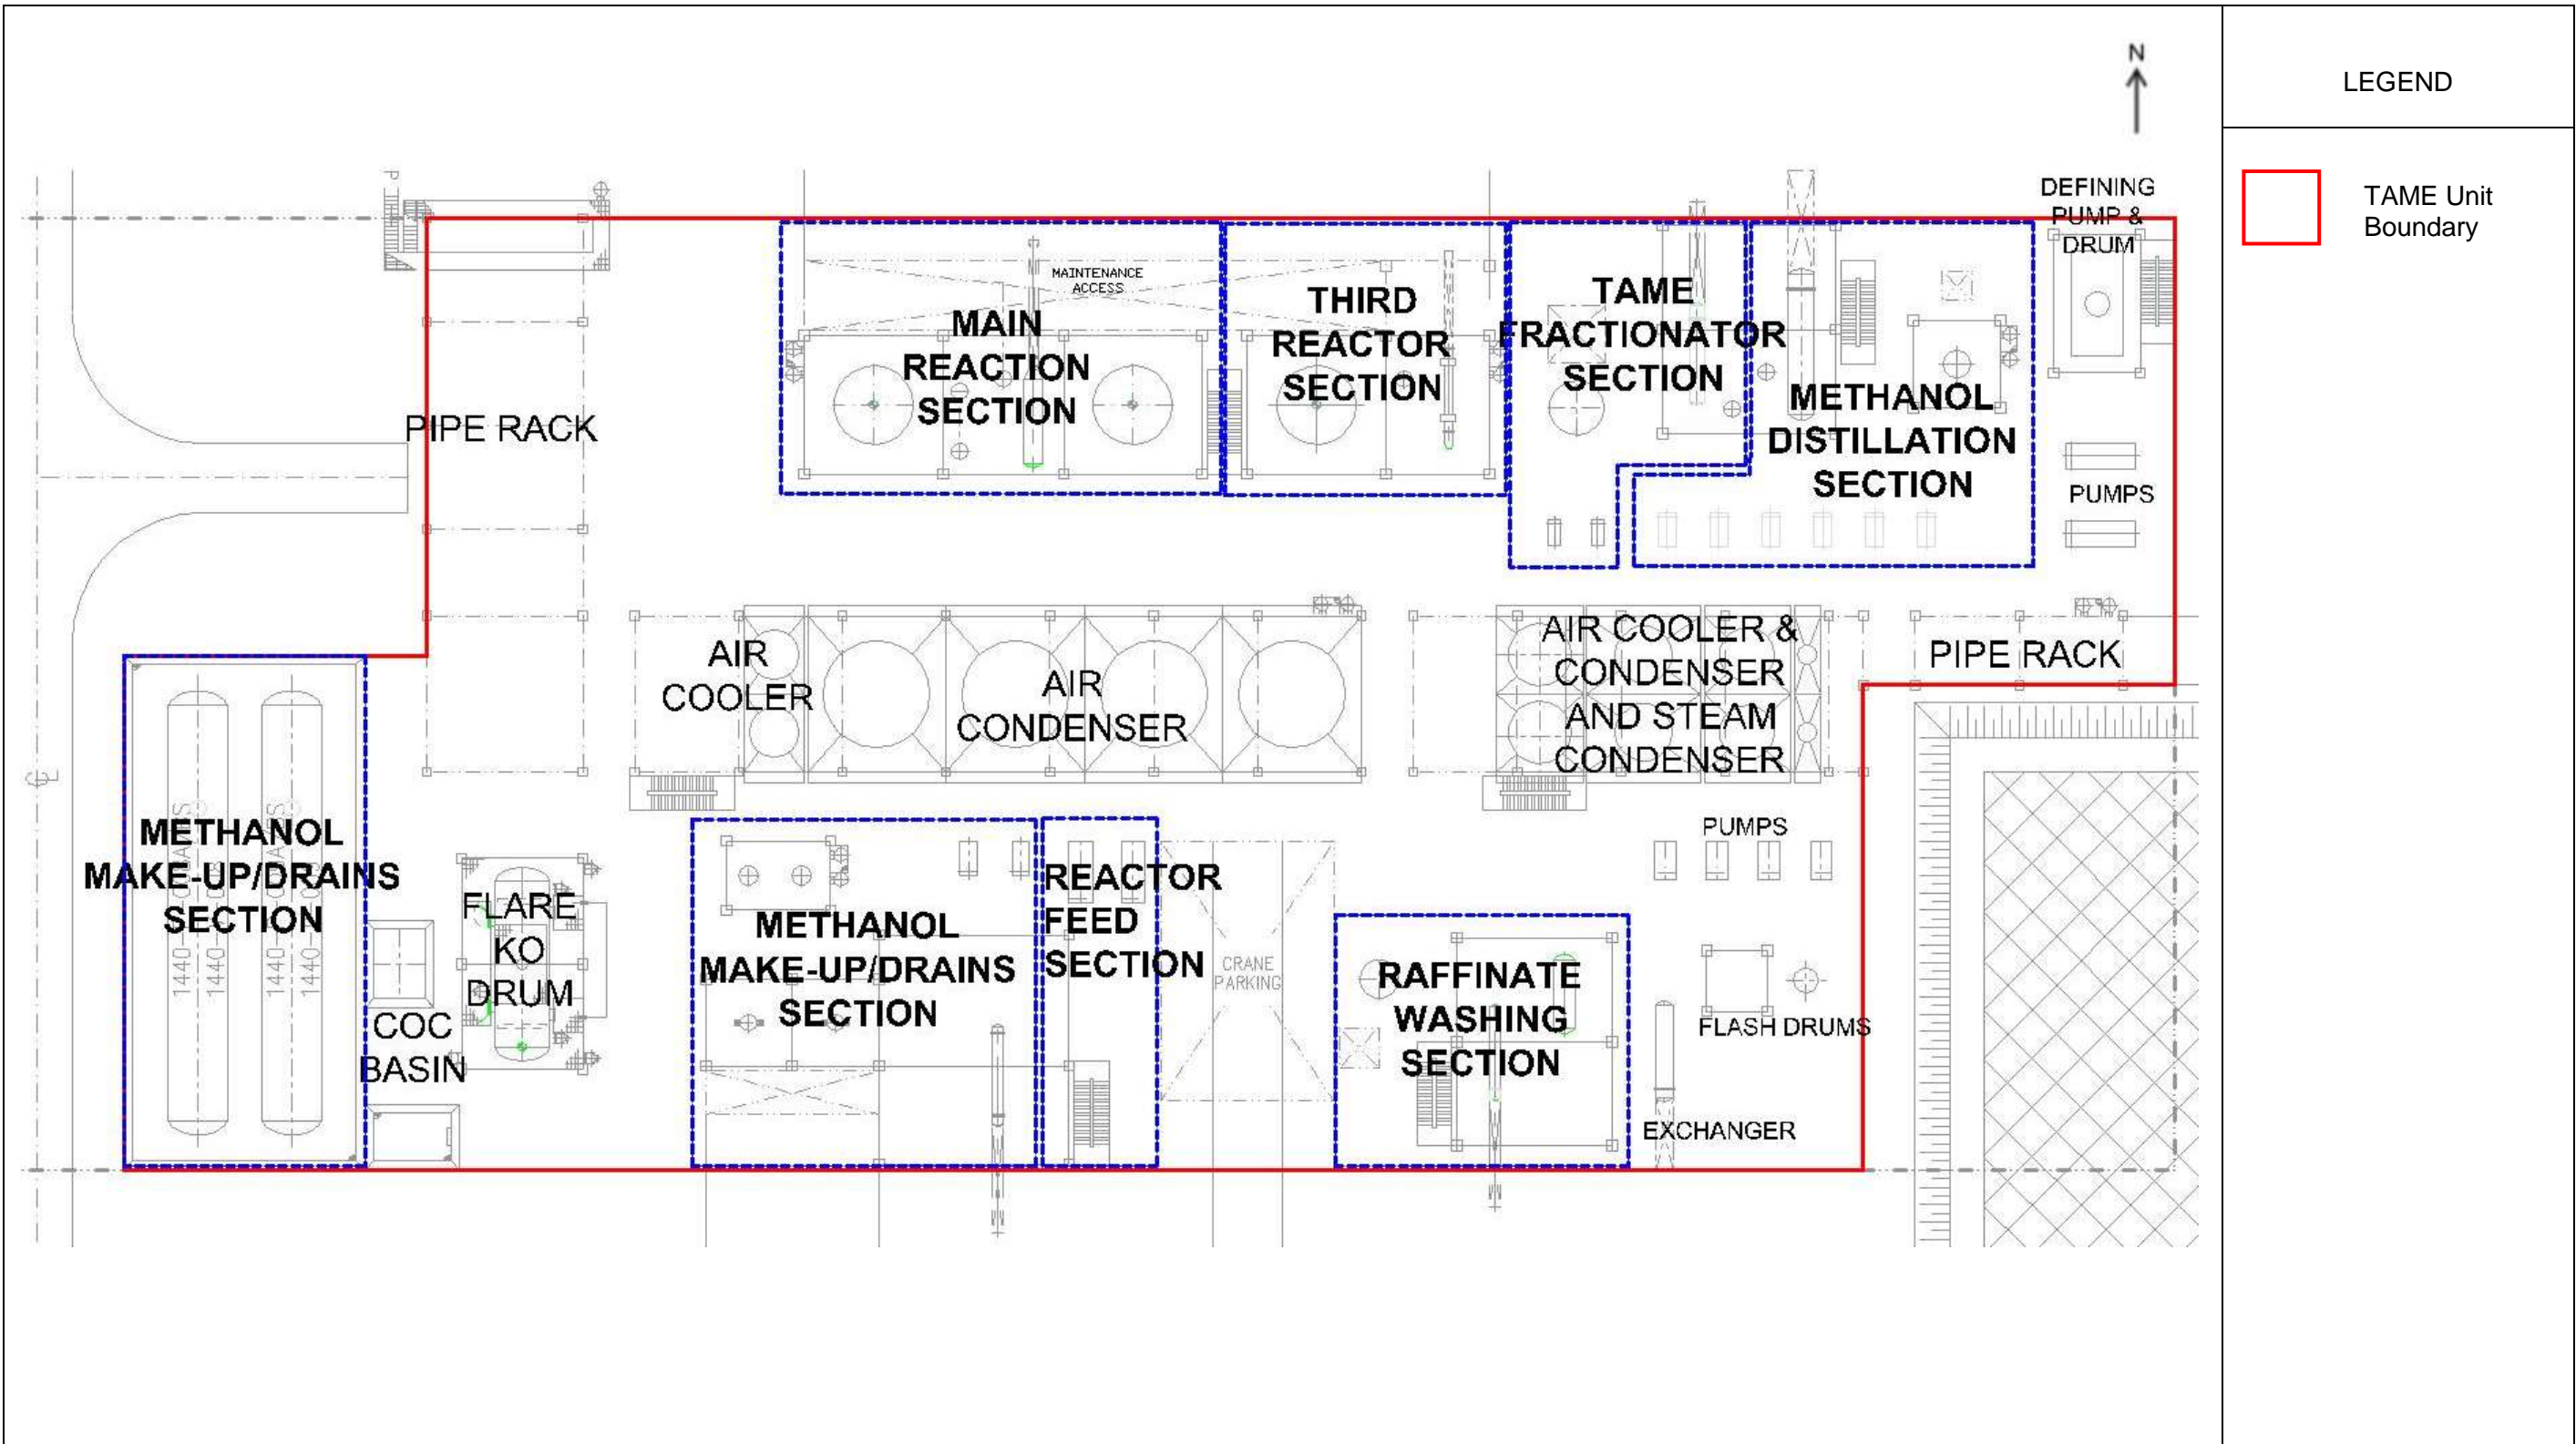 N
LEGEND
TAME Unit
Boundary
DEFINING
PUMP &
DRUM
MAINTENANCE
ACCESS
MAIN
REACTION
SECTION
THIRD
REACTOR
SECTION
TAME
FRACTIONATOR
SECTION
METHANOL
DISTILLATION
SECTION
PIPE RACK
PUMPS
AIR
COOLER
AIR
CONDENSER
AIR COOLER &
CONDENSER
AND STEAM
CONDENSER
PIPE RACK
METHANOL
MAKE-UP/DRAINS
SECTION
FLARE
KO
DRUM
COC
BASIN
METHANOL
MAKE-UP/DRAINS
SECTION
REACTOR
FEED
SECTION
CRANE
PARKING
RAFFINATE
WASHING
SECTION
PUMPS
FLASH DRUMS
EXCHANGER